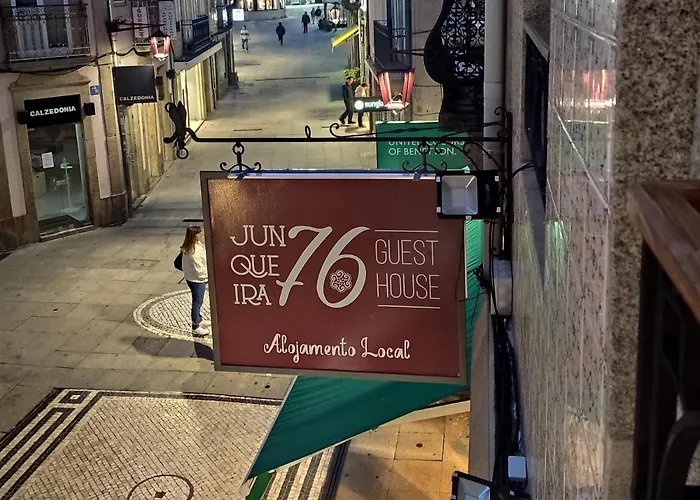 CALZEDONIA
CALZEDONIA
UNITED COLORS
OF BENETTON.
JUN
QUE
IRA
76
GUEST
HOUSE
Alojamento Local